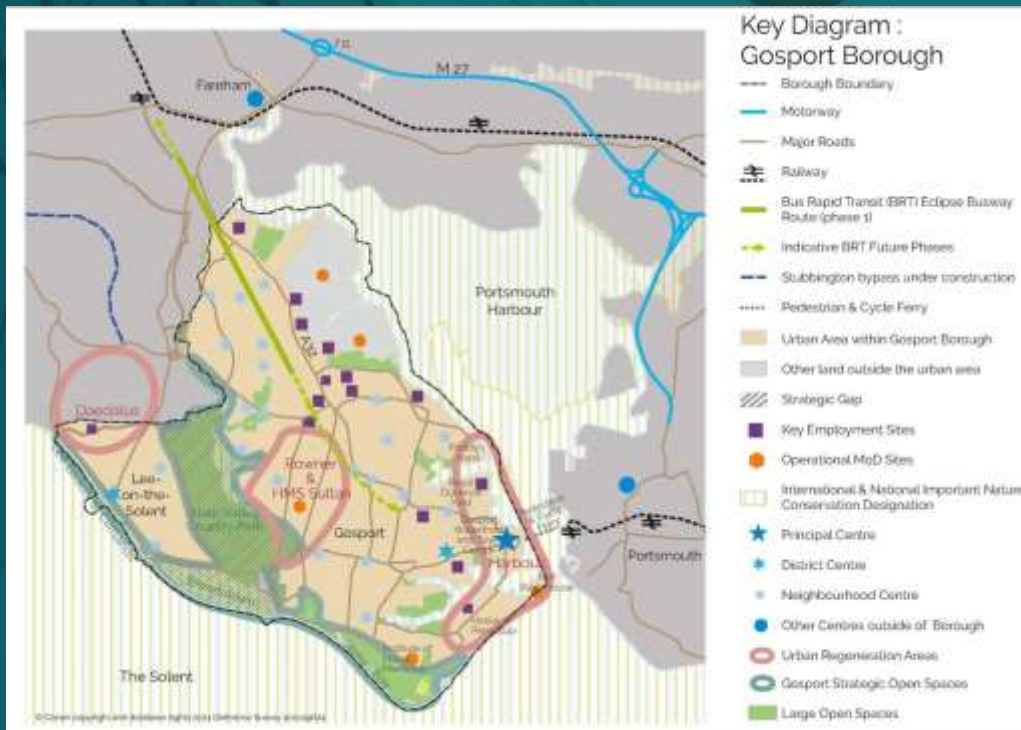 Key Diagram :
Gosport Borough
Borough Boundary
Motorway
Major Roads
Railway
Bus Rapid Transit (BRT) Eclipse Busway
Route (phase 1)
Indicative BRT Future Phases
Stubbington bypass under construction
Pedestrian & Cycle Ferry
Urban Area within Gosport Borough
Other land outside the urban area
Strategic Gap
Key Employment Sites
Operational MoD Sites
International & National Important Nature
Conservation Designation
Principal Centre
District Centre
Neighbourhood Centre
Other Centres outside of Borough
Urban Regeneration Areas
Gosport Strategic Open Spaces
Large Open Spaces
J11
M 27
Fareham
Portsmouth
Harbour
A32
Daedalus
Lee-
on-the-
Solent
Rowner
&
HMS Sultan
Gosport
Portsmouth
The Solent